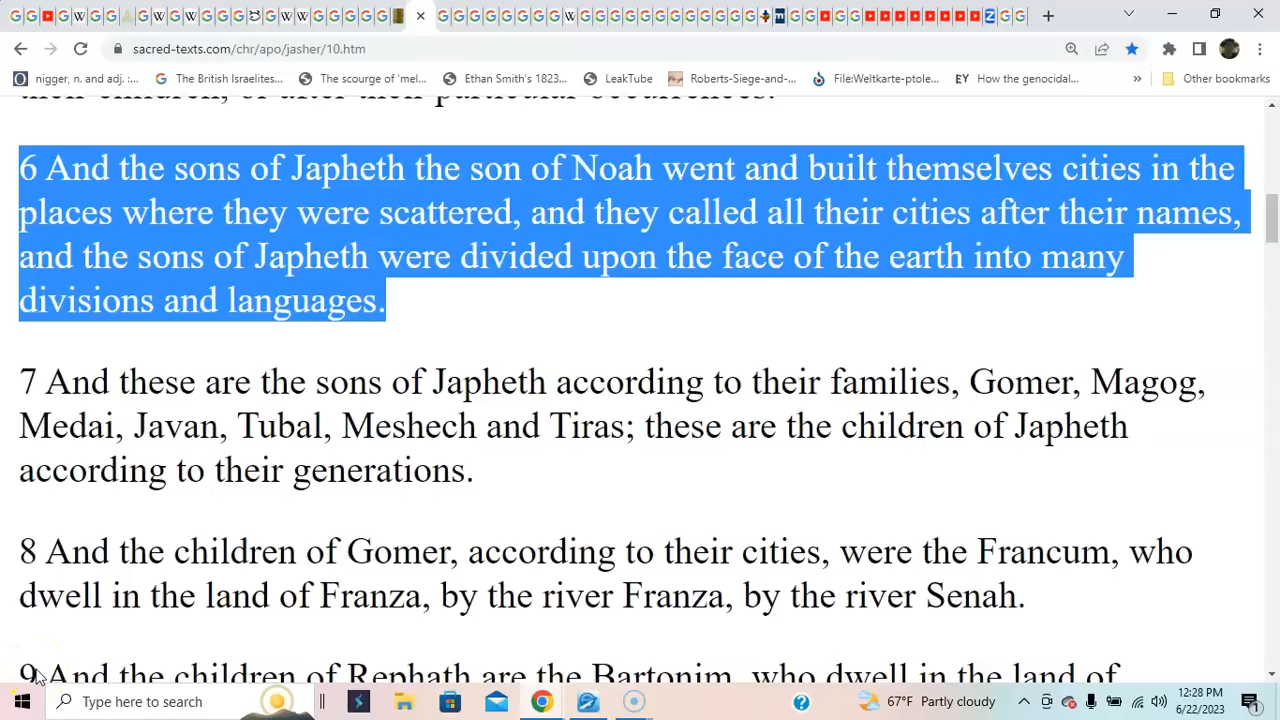 sacred-texts.com/chr/apo/jasher/10.htm
nigger, n. and adj. :... The British Israelites... The scourge of 'mel... Ethan Smith's 1823... LeakTube Roberts-Siege-and-... File:Weltkarte-ptole... EY How the genocidal... » Other bookmarks
their children, or after their particular occurrences.
6 And the sons of Japheth the son of Noah went and built themselves cities in the
places where they were scattered, and they called all their cities after their names,
and the sons of Japheth were divided upon the face of the earth into many
divisions and languages.
7 And these are the sons of Japheth according to their families, Gomer, Magog,
Medai, Javan, Tubal, Meshech and Tiras; these are the children of Japheth
according to their generations.
8 And the children of Gomer, according to their cities, were the Francum, who
dwell in the land of Franza, by the river Franza, by the river Senah.
9 And the children of Rephath are the Bartonim, who dwell in the land of
Type here to search
67°F Partly cloudy
12:28 PM
6/22/2023